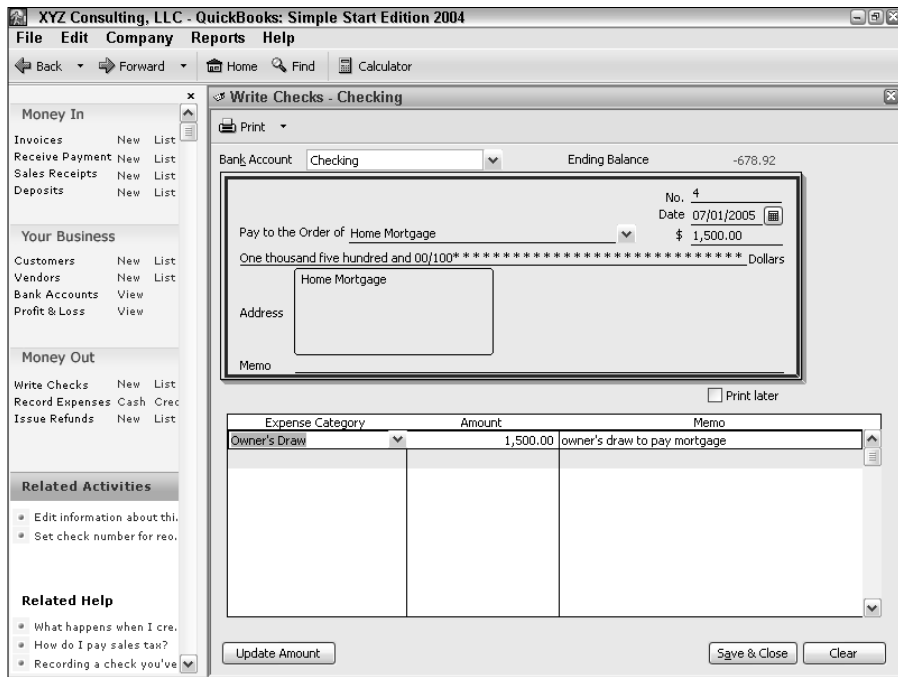 XYZ Consulting, LLC - QuickBooks: Simple Start Edition 2004
File Edit Company Reports Help
Back Forward Home Find Calculator
Money In
Invoices New List
Receive Payment New List
Sales Receipts New List
Deposits New List
Your Business
Customers New List
Vendors New List
Bank Accounts View
Profit & Loss View
Money Out
Write Checks New List
Record Expenses Cash Crec
Issue Refunds New List
Related Activities
Edit information about thi.
Set check number for reo.
Related Help
What happens when I cre.
How do I pay sales tax?
Recording a check you've
Write Checks - Checking
Print
Bank Account Checking Ending Balance -678.92
No. 4
Date 07/01/2005
Pay to the Order of Home Mortgage $ 1,500.00
One thousand five hundred and 00/100* * * * * * * * * * * * * * * * * * * * * * * * * * * * * Dollars
Home Mortgage
Address
Memo
Print later
Expense Category Amount Memo
Owner's Draw 1,500.00 owner's draw to pay mortgage
Update Amount Save & Close Clear